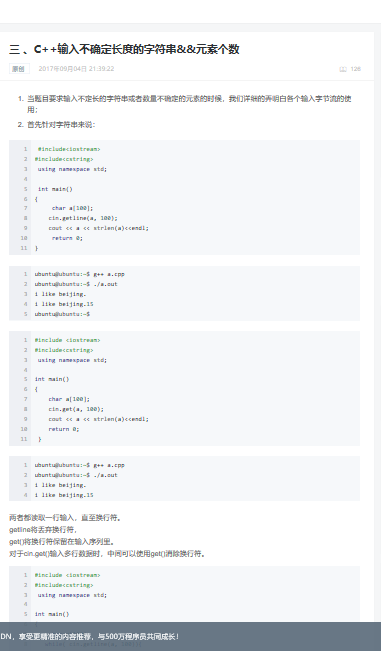 三 、C++输入不确定长度的字符串&&元素个数
原创 2017年09月04日 21:39:22 126
1. 当题目要求输入不定长的字符串或者数量不确定的元素的时候，我们详细的弄明白各个输入字节流的使
用；
2. 首先针对字符串来说：
1 #include<iostream>
2 #include<cstring>
3 using namespace std;
4
5 int main()
6 {
7 char a[100];
8 cin.getline(a, 100);
9 cout << a << strlen(a)<<endl;
10 return 0;
11 }
1 ubuntu@ubuntu:~$ g++ a.cpp
2 ubuntu@ubuntu:~$ ./a.out
3 i like beijing.
4 i like beijing.15
5 ubuntu@ubuntu:~$
1 #include <iostream>
2 #include<cstring>
3 using namespace std;
4
5 int main()
6 {
7 char a[100];
8 cin.get(a, 100);
9 cout << a << strlen(a)<<endl;
10 return 0;
11 }
1 ubuntu@ubuntu:~$ g++ a.cpp
2 ubuntu@ubuntu:~$ ./a.out
3 i like beijing.
4 i like beijing.15
两者都读取一行输入，直至换行符。
getline将丢弃换行符，
get()将换行符保留在输入序列里。
对于cin.get()输入多行数据时，中间可以使用get()消除换行符。
1 #include <iostream>
2 #include<cstring>
3 using namespace std;
4
5 int main()
DN，享受更精准的内容推荐，与500万程序员共同成长！